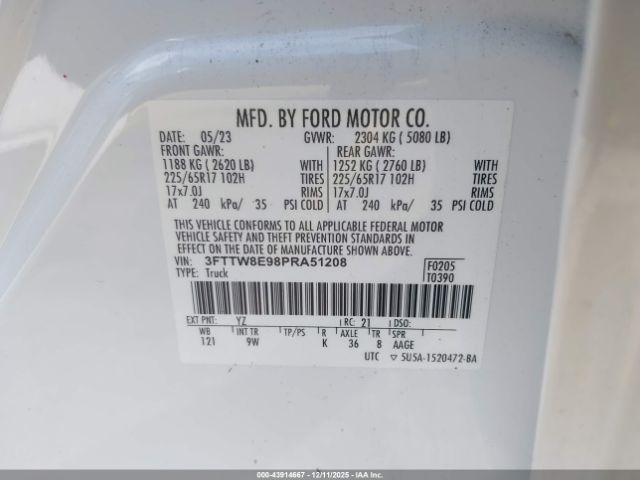 MFD. BY FORD MOTOR CO.
DATE: 05/23 GVWR: 2304 KG ( 5080 LB)
FRONT GAWR: REAR GAWR:
1188 KG ( 2620 LB) WITH 1252 KG ( 2760 LB) WITH
225/65R17 102H TIRES 225/65R17 102H TIRES
17x7.0J RIMS 17x7.0J RIMS
AT 240 kPa/ 35 PSI COLD AT 240 kPa/ 35 PSI COLD
THIS VEHICLE CONFORMS TO ALL APPLICABLE FEDERAL MOTOR
VEHICLE SAFETY AND THEFT PREVENTION STANDARDS IN
EFFECT ON THE DATE OF MANUFACTURE SHOWN ABOVE.
VIN: 3FTTW8E98PRA51208 F0205
TYPE: Truck T0390
EXT PNT: YZ RC: 21 DSO:
WB INT TR TP/PS R AXLE TR SPR
121 9W K 36 8 AAGE
UTC ▽ 5U5A-1520472-BA
000-43914667 - 12/11/2025 - IAAI.COM